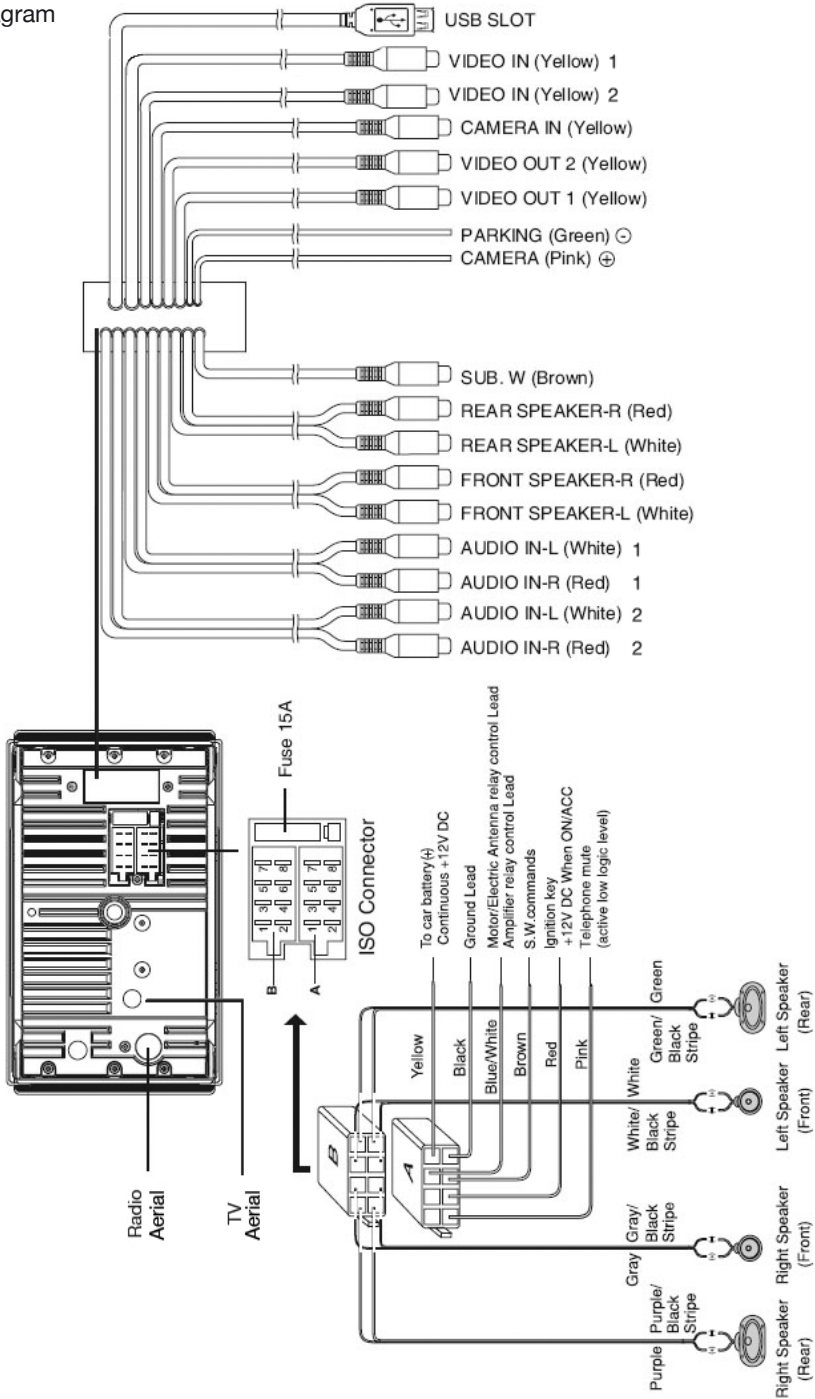 gram
USB SLOT
VIDEO IN (Yellow) 1
VIDEO IN (Yellow) 2
CAMERA IN (Yellow)
VIDEO OUT 2 (Yellow)
VIDEO OUT 1 (Yellow)
PARKING (Green) ⊖
CAMERA (Pink) ⊕
SUB. W (Brown)
REAR SPEAKER-R (Red)
REAR SPEAKER-L (White)
FRONT SPEAKER-R (Red)
FRONT SPEAKER-L (White)
AUDIO IN-L (White) 1
AUDIO IN-R (Red) 1
AUDIO IN-L (White) 2
AUDIO IN-R (Red) 2
Radio
Aerial
TV
Aerial
Fuse 15A
1 3 5 7
2 4 6 8
1 3 5 7
2 4 6 8
B
A
ISO Connector
B
A
Yellow
To car battery(+)
Continuous +12V DC
Black
Ground Lead
Blue/White
Motor/Electric Antenna relay control Lead
Amplifier relay control Lead
Brown
S.W.commands
Red
Ignition key
+12V DC When ON/ACC
Pink
Telephone mute
(active low logic level)
Purple
Purple/
Black
Stripe
Right Speaker
(Rear)
Gray
Gray/
Black
Stripe
Right Speaker
(Front)
White/
Black
Stripe
White
Left Speaker
(Front)
Green/
Black
Stripe
Green
Left Speaker
(Rear)